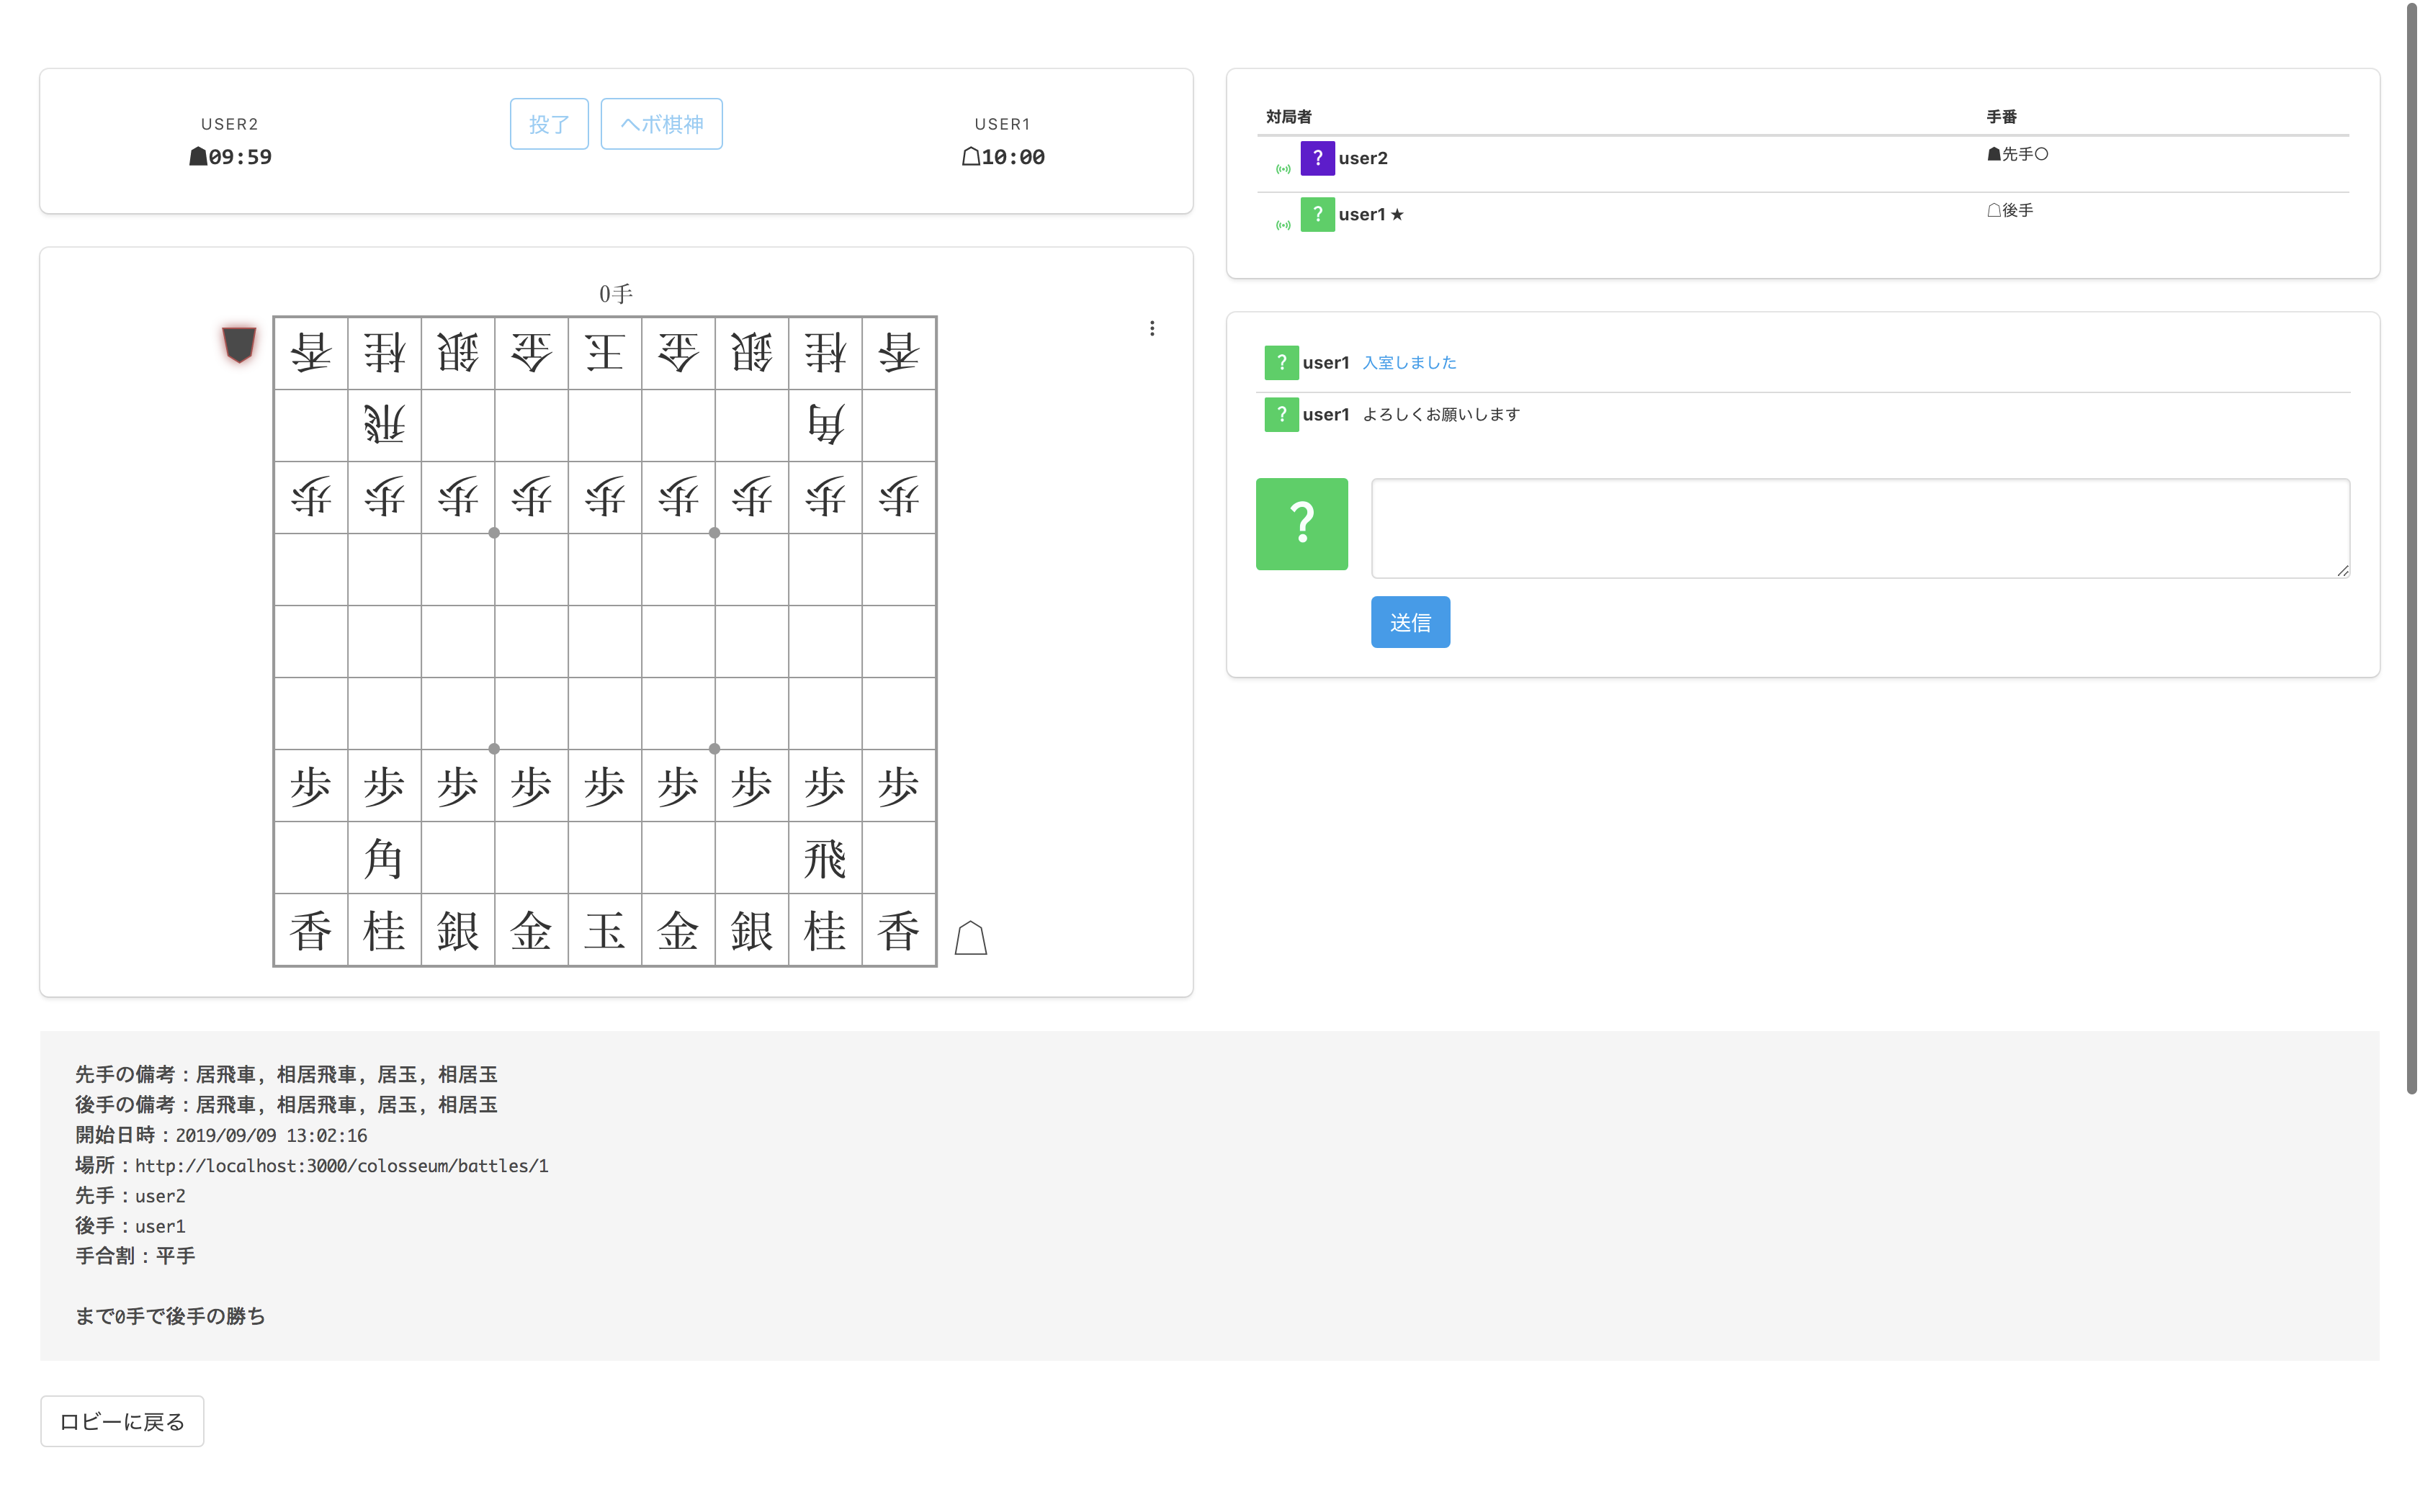 USER2
☗09:59
投了
ヘボ棋神
USER1
☖10:00
対局者 手番
? user2 ☗先手○
? user1 ★ ☖後手
0手
香 桂 銀 金 王 金 銀 桂 香
飛 角
歩 歩 歩 歩 歩 歩 歩 歩 歩
歩 歩 歩 歩 歩 歩 歩 歩 歩
角 飛
香 桂 銀 金 玉 金 銀 桂 香
? user1 入室しました
? user1 よろしくお願いします
?
送信
先手の備考：居飛車, 相居飛車, 居玉, 相居玉
後手の備考：居飛車, 相居飛車, 居玉, 相居玉
開始日時：2019/09/09 13:02:16
場所：http://localhost:3000/colosseum/battles/1
先手：user2
後手：user1
手合割：平手
まで0手で後手の勝ち
ロビーに戻る